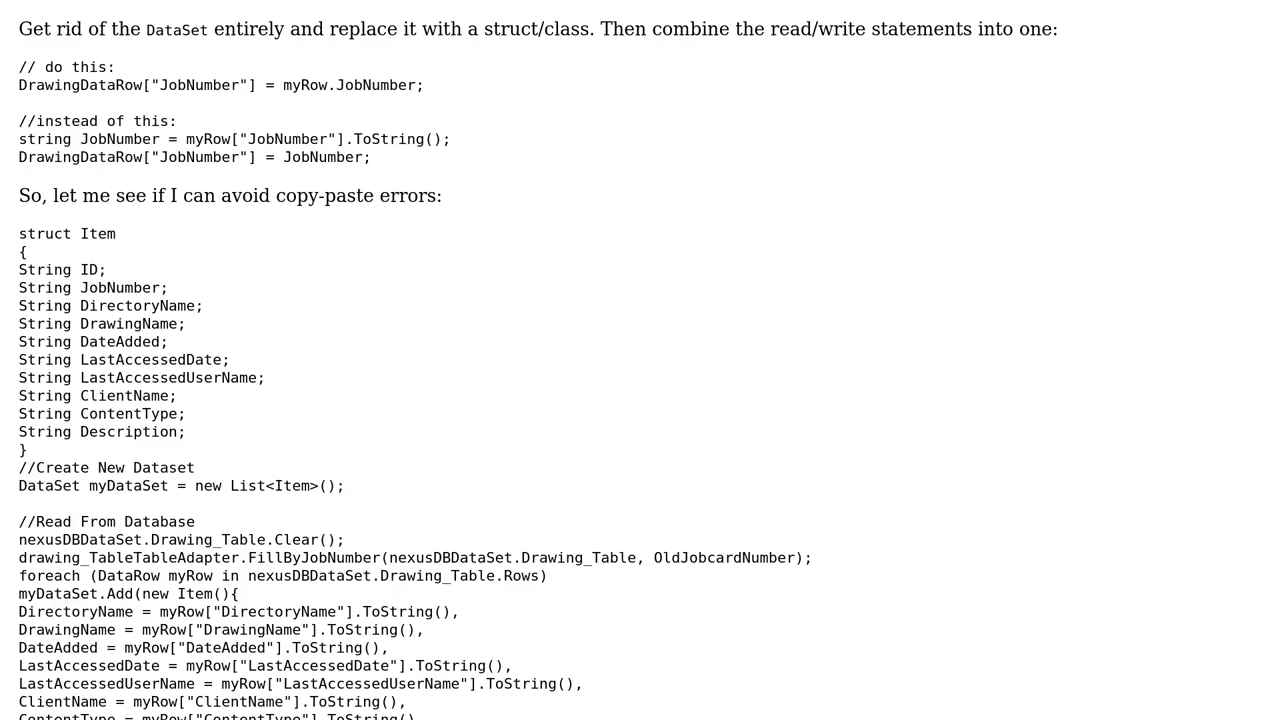 Get rid of the DataSet entirely and replace it with a struct/class. Then combine the read/write statements into one:
// do this:
DrawingDataRow["JobNumber"] = myRow.JobNumber;
//instead of this:
string JobNumber = myRow["JobNumber"].ToString();
DrawingDataRow["JobNumber"] = JobNumber;
So, let me see if I can avoid copy-paste errors:
struct Item
{
String ID;
String JobNumber;
String DirectoryName;
String DrawingName;
String DateAdded;
String LastAccessedDate;
String LastAccessedUserName;
String ClientName;
String ContentType;
String Description;
}
//Create New Dataset
DataSet myDataSet = new List<Item>();
//Read From Database
nexusDBDataSet.Drawing_Table.Clear();
drawing_TableTableAdapter.FillByJobNumber(nexusDBDataSet.Drawing_Table, OldJobcardNumber);
foreach (DataRow myRow in nexusDBDataSet.Drawing_Table.Rows)
myDataSet.Add(new Item(){
DirectoryName = myRow["DirectoryName"].ToString(),
DrawingName = myRow["DrawingName"].ToString(),
DateAdded = myRow["DateAdded"].ToString(),
LastAccessedDate = myRow["LastAccessedDate"].ToString(),
LastAccessedUserName = myRow["LastAccessedUserName"].ToString(),
ClientName = myRow["ClientName"].ToString(),
ContentType = myRow["ContentType"].ToString()